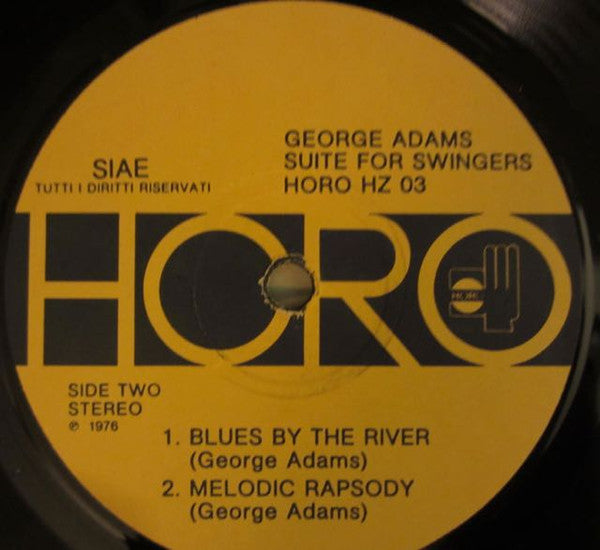 SIAE
TUTTI I DIRITTI RISERVATI
GEORGE ADAMS
SUITE FOR SWINGERS
HORO HZ 03
HORO
HORO
SIDE TWO
STEREO
℗ 1976
1. BLUES BY THE RIVER
(George Adams)
2. MELODIC RAPSODY
(George Adams)